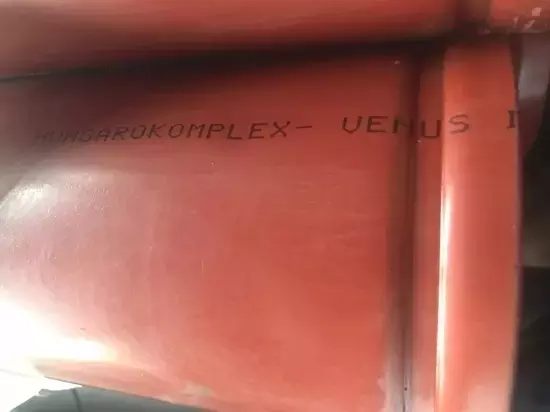 HUNGAROKOMPLEX- VENUS I